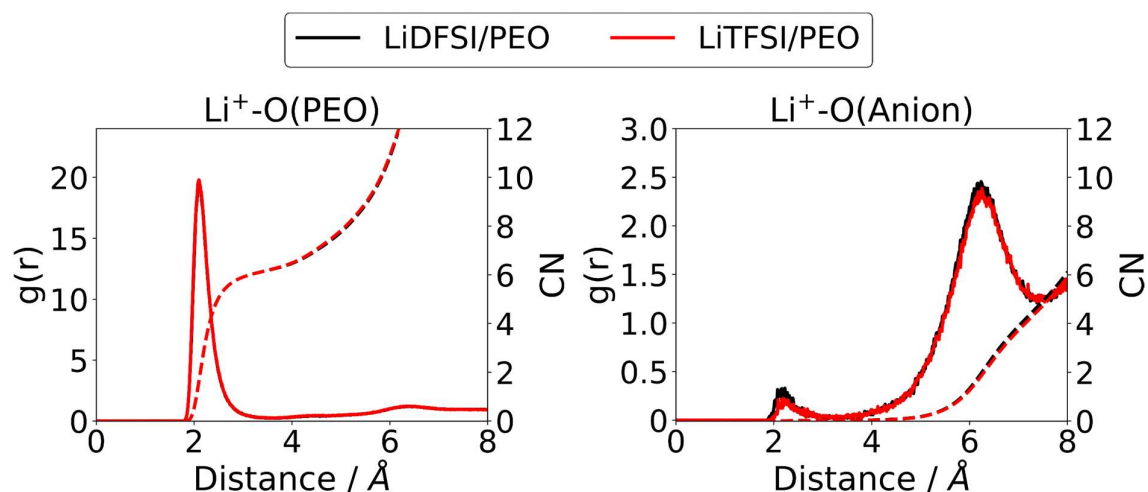 LiDFSI/PEO LiTFSI/PEO
Li⁺-O(PEO)
20
15
10
5
0
g(r)
12
10
8
6
4
2
0
CN
0 2 4 6 8
Distance / Å
Li⁺-O(Anion)
3.0
2.5
2.0
1.5
1.0
0.5
0
g(r)
12
10
8
6
4
2
0
CN
0 2 4 6 8
Distance / Å